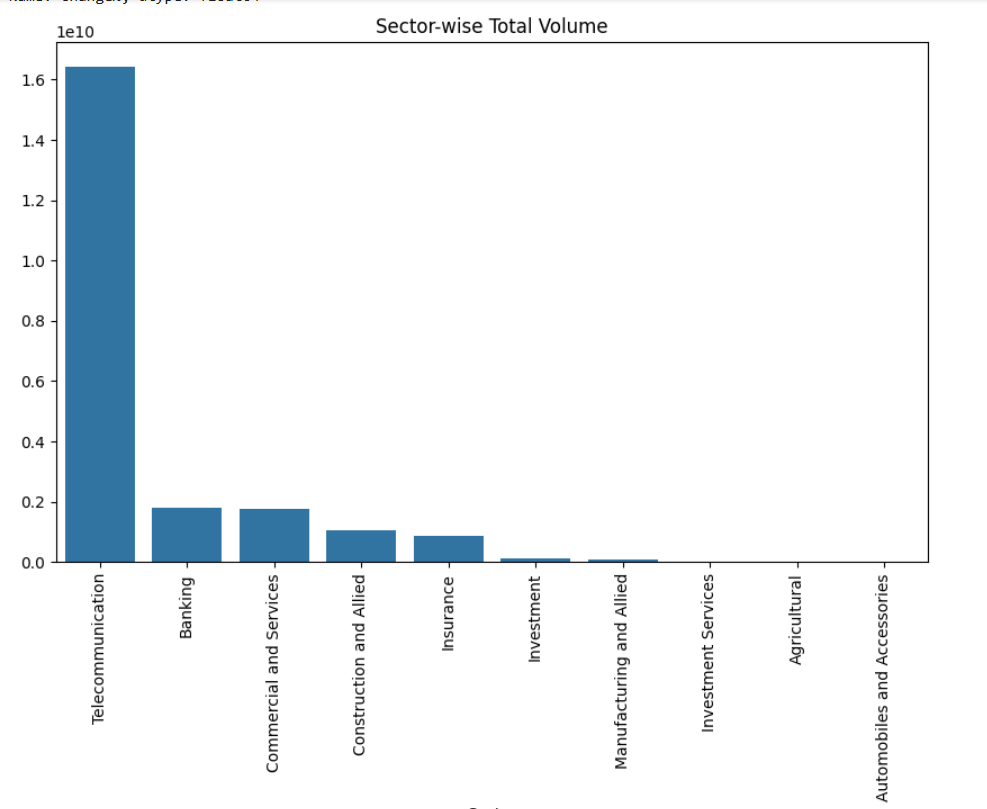 Sector-wise Total Volume
1e10
1.6
1.4
1.2
1.0
0.8
0.6
0.4
0.2
0.0
Telecommunication
Banking
Commercial and Services
Construction and Allied
Insurance
Investment
Manufacturing and Allied
Investment Services
Agricultural
Automobiles and Accessories